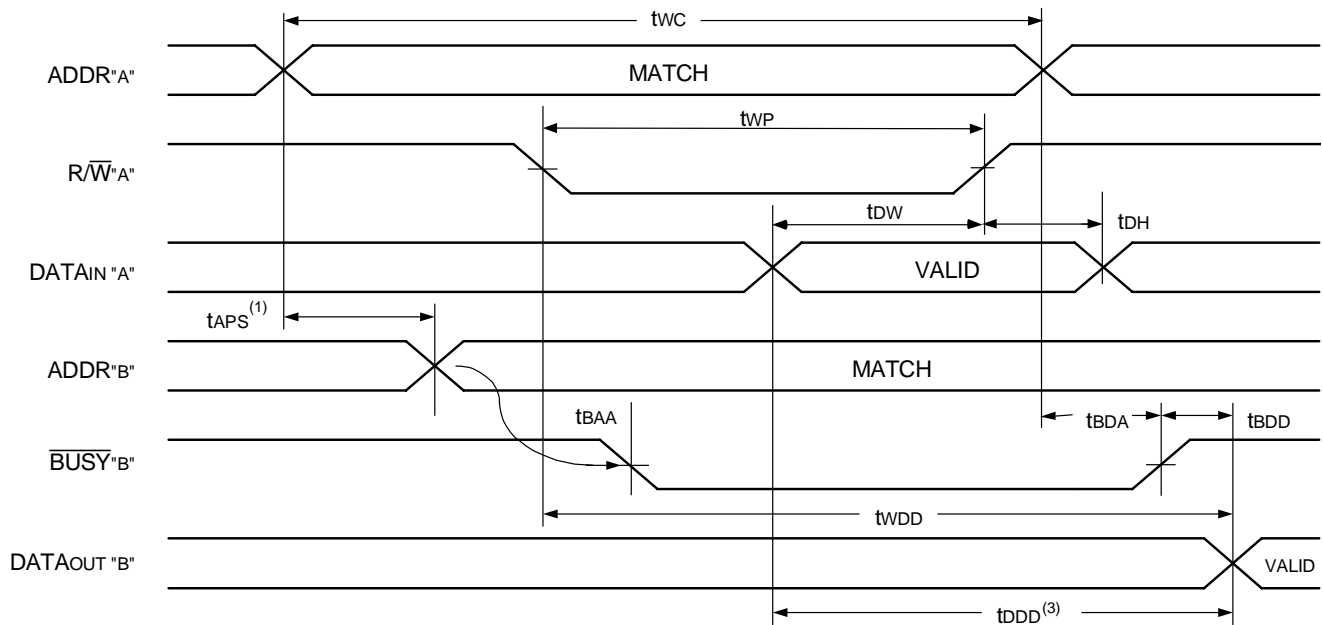 tWC
ADDR"A"
MATCH
tWP
R/W̅"A"
tDW
tDH
DATAIN "A"
VALID
tAPS(1)
ADDR"B"
MATCH
tBAA
tBDA
tBDD
B̅U̅S̅Y̅"B"
tWDD
DATAOUT "B"
VALID
tDDD(3)